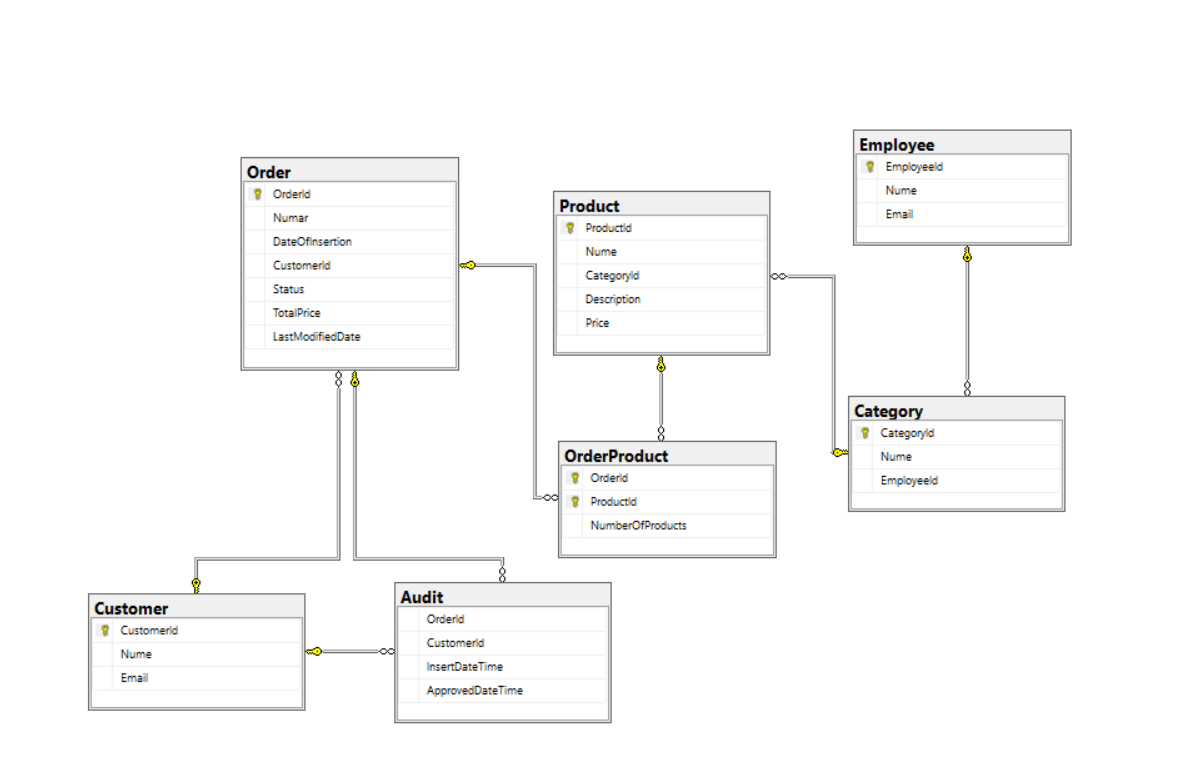 Order
OrderId
Numar
DateOfInsertion
CustomerId
Status
TotalPrice
LastModifiedDate
Product
ProductId
Nume
CategoryId
Description
Price
Employee
EmployeeId
Nume
Email
OrderProduct
OrderId
ProductId
NumberOfProducts
Category
CategoryId
Nume
EmployeeId
Customer
CustomerId
Nume
Email
Audit
OrderId
CustomerId
InsertDateTime
ApprovedDateTime